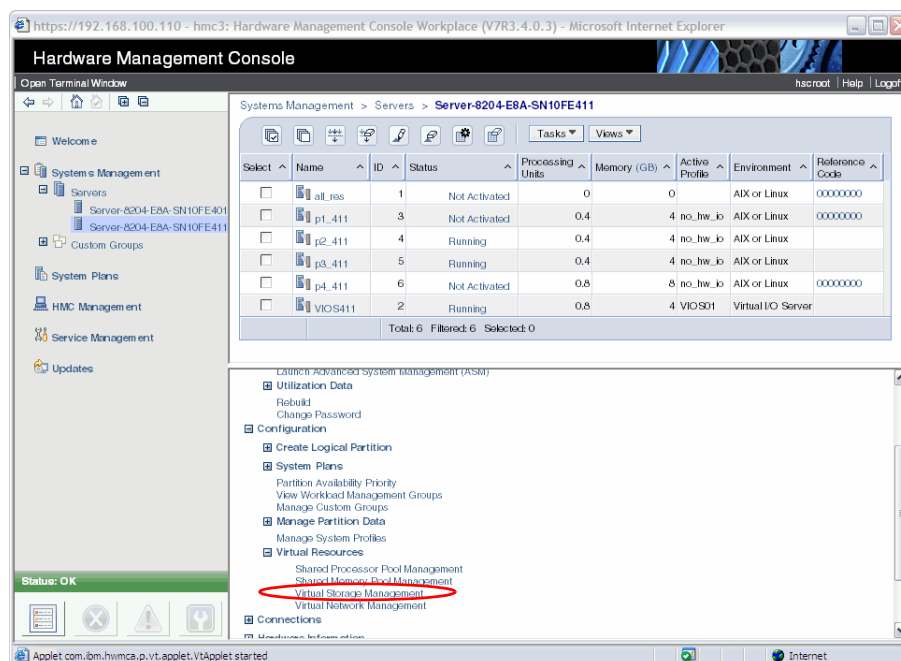 https://192.168.100.110 - hmc3: Hardware Management Console Workplace (V7R3.4.0.3) - Microsoft Internet Explorer
Hardware Management Console
Open Terminal Window
hscroot | Help | Logof
Systems Management > Servers > Server-8204-E8A-SN10FE411
Welcome
Systems Management
Servers
Server-8204-E8A-SN10FE401
Server-8204-E8A-SN10FE411
Custom Groups
System Plans
HMC Management
Service Management
Updates
Tasks Views
Select Name ID Status Processing Units Memory (GB) Active Profile Environment Reference Code
all_res 1 Not Activated 0 0 AIX or Linux 00000000
p1_411 3 Not Activated 0.4 4 no_hw_io AIX or Linux 00000000
p2_411 4 Running 0.4 4 no_hw_io AIX or Linux
p3_411 5 Running 0.4 4 no_hw_io AIX or Linux
p4_411 6 Not Activated 0.8 8 no_hw_io AIX or Linux 00000000
VIOS411 2 Running 0.8 4 VIOS01 Virtual I/O Server
Total: 6 Filtered: 6 Selected: 0
Launch Advanced System Management (ASM)
Utilization Data
Rebuild
Change Password
Configuration
Create Logical Partition
System Plans
Partition Availability Priority
View Workload Management Groups
Manage Custom Groups
Manage Partition Data
Manage System Profiles
Virtual Resources
Shared Processor Pool Management
Shared Memory Pool Management
Virtual Storage Management
Virtual Network Management
Connections
Hardware Information
Status: OK
Applet com.ibm.hwmca.p.vt.applet.VtApplet started
Internet